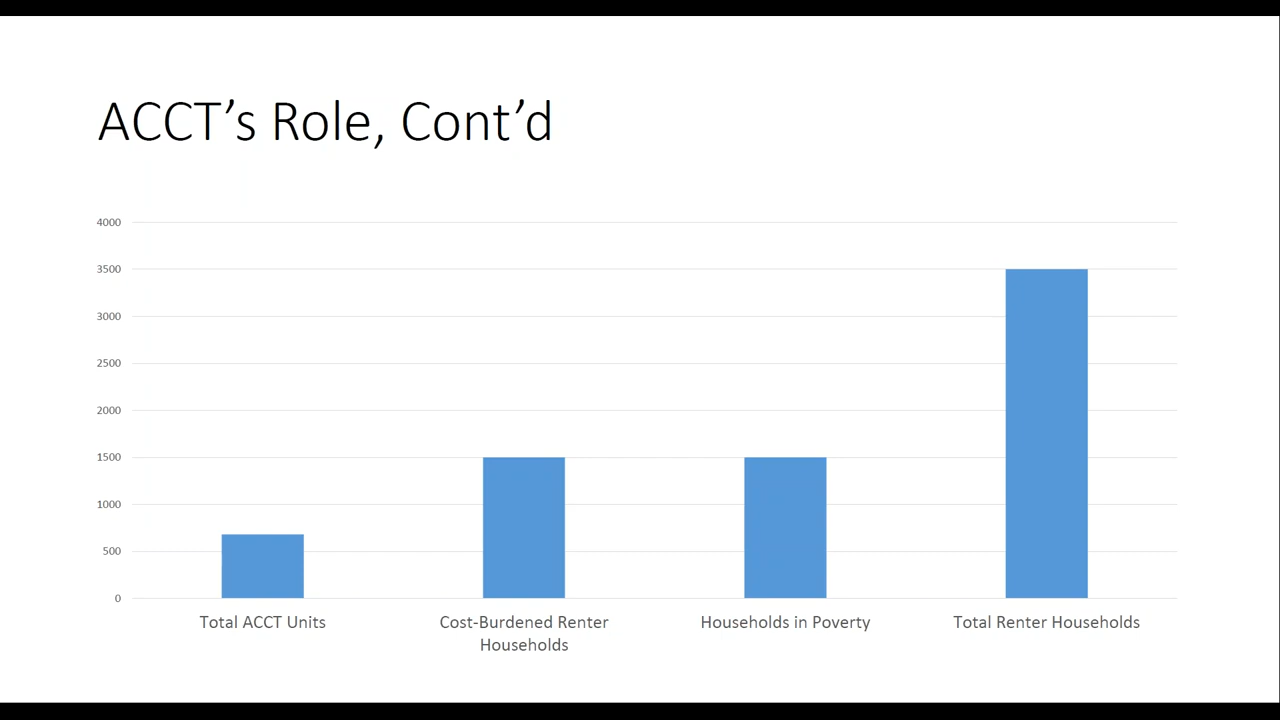 ACCT’s Role, Cont’d
4000
3500
3000
2500
2000
1500
1000
500
0
Total ACCT Units
Cost-Burdened Renter
Households
Households in Poverty
Total Renter Households